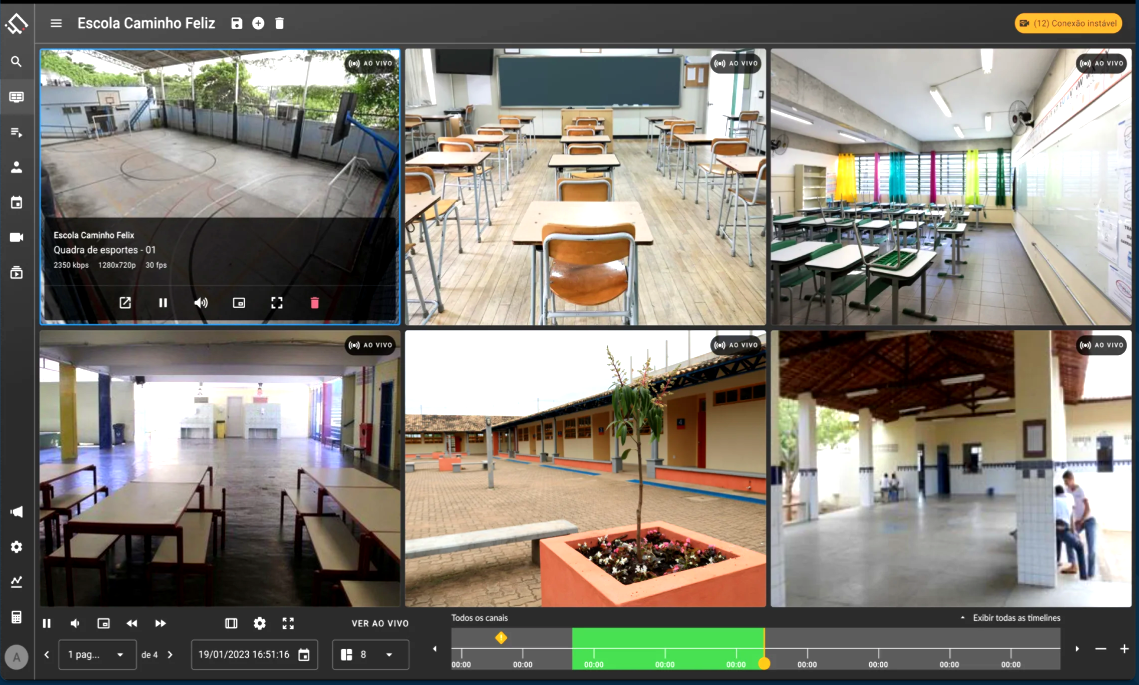 Escola Caminho Feliz
(12) Conexão instável
AO VIVO
AO VIVO
AO VIVO
Escola Caminho Felix
Quadra de esportes - 01
2350 kbps 1280x720p 30 fps
AO VIVO
AO VIVO
AO VIVO
VER AO VIVO
Todos os canais
Exibir todas as timelines
1 pag...
de 4
19/01/2023 16:51:16
8
00:00 00:00 00:00 00:00 00:00 00:00 00:00 00:00
A